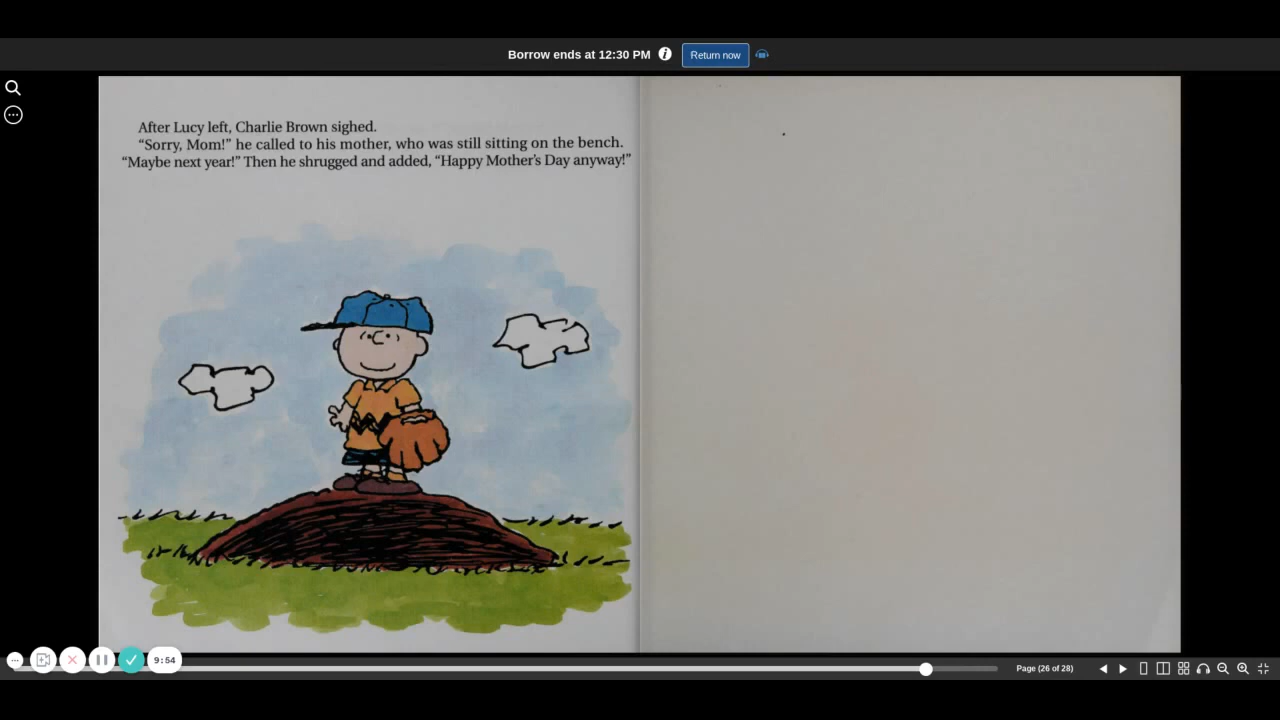 Borrow ends at 12:30 PM
Return now
After Lucy left, Charlie Brown sighed.
“Sorry, Mom!” he called to his mother, who was still sitting on the bench.
“Maybe next year!” Then he shrugged and added, “Happy Mother’s Day anyway!”
9:54
Page (26 of 28)